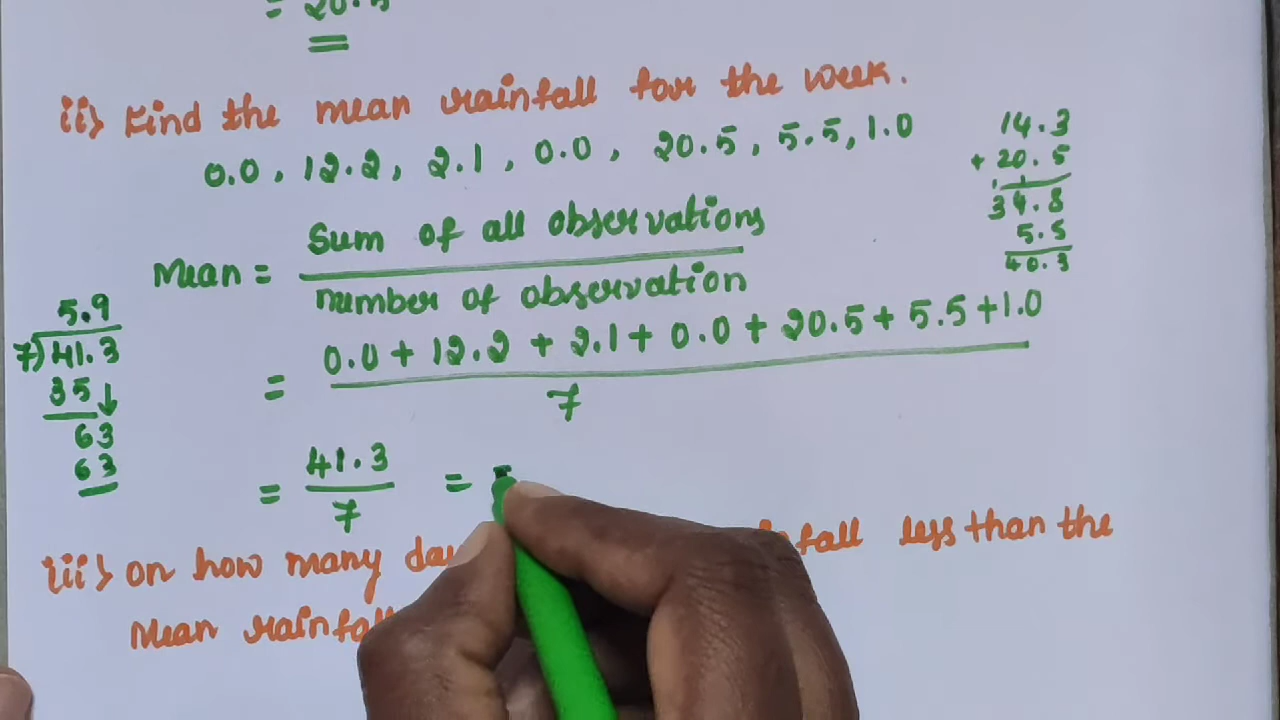 = 20.5
ii) Find the mean rainfall for the week.
0.0, 12.2, 2.1, 0.0, 20.5, 5.5, 1.0
14.3
+ 20.5
34.8
5.5
40.3
Mean = Sum of all observations
number of observation
= 0.0 + 12.2 + 2.1 + 0.0 + 20.5 + 5.5 + 1.0
7
5.9
7)41.3
35↓
63
63
= 41.3 =
7
iii) on how many less than the
Mean